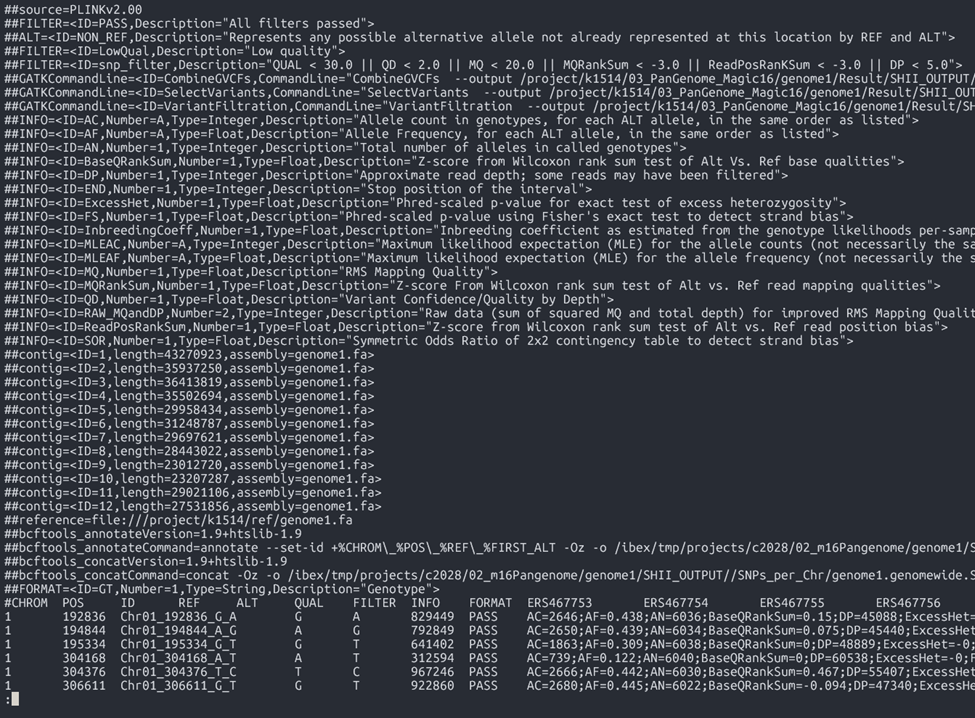 ##source=PLINKv2.00
##FILTER=<ID=PASS,Description="All filters passed">
##ALT=<ID=NON_REF,Description="Represents any possible alternative allele not already represented at this location by REF and ALT">
##FILTER=<ID=LowQual,Description="Low quality">
##FILTER=<ID=snp_filter,Description="QUAL < 30.0 || QD < 2.0 || MQ < 20.0 || MQRankSum < -3.0 || ReadPosRanKSum < -3.0 || DP < 5.0">
##GATKCommandLine=<ID=CombineGVCFs,CommandLine="CombineGVCFs  --output /project/k1514/03_PanGenome_Magic16/genome1/Result/SHII_OUTPUT/
##GATKCommandLine=<ID=SelectVariants,CommandLine="SelectVariants  --output /project/k1514/03_PanGenome_Magic16/genome1/Result/SHII_OUT
##GATKCommandLine=<ID=VariantFiltration,CommandLine="VariantFiltration  --output /project/k1514/03_PanGenome_Magic16/genome1/Result/SH
##INFO=<ID=AC,Number=A,Type=Integer,Description="Allele count in genotypes, for each ALT allele, in the same order as listed">
##INFO=<ID=AF,Number=A,Type=Float,Description="Allele Frequency, for each ALT allele, in the same order as listed">
##INFO=<ID=AN,Number=1,Type=Integer,Description="Total number of alleles in called genotypes">
##INFO=<ID=BaseQRankSum,Number=1,Type=Float,Description="Z-score from Wilcoxon rank sum test of Alt Vs. Ref base qualities">
##INFO=<ID=DP,Number=1,Type=Integer,Description="Approximate read depth; some reads may have been filtered">
##INFO=<ID=END,Number=1,Type=Integer,Description="Stop position of the interval">
##INFO=<ID=ExcessHet,Number=1,Type=Float,Description="Phred-scaled p-value for exact test of excess heterozygosity">
##INFO=<ID=FS,Number=1,Type=Float,Description="Phred-scaled p-value using Fisher's exact test to detect strand bias">
##INFO=<ID=InbreedingCoeff,Number=1,Type=Float,Description="Inbreeding coefficient as estimated from the genotype likelihoods per-samp
##INFO=<ID=MLEAC,Number=A,Type=Integer,Description="Maximum likelihood expectation (MLE) for the allele counts (not necessarily the sa
##INFO=<ID=MLEAF,Number=A,Type=Float,Description="Maximum likelihood expectation (MLE) for the allele frequency (not necessarily the s
##INFO=<ID=MQ,Number=1,Type=Float,Description="RMS Mapping Quality">
##INFO=<ID=MQRankSum,Number=1,Type=Float,Description="Z-score From Wilcoxon rank sum test of Alt vs. Ref read mapping qualities">
##INFO=<ID=QD,Number=1,Type=Float,Description="Variant Confidence/Quality by Depth">
##INFO=<ID=RAW_MQandDP,Number=2,Type=Integer,Description="Raw data (sum of squared MQ and total depth) for improved RMS Mapping Qualit
##INFO=<ID=ReadPosRankSum,Number=1,Type=Float,Description="Z-score from Wilcoxon rank sum test of Alt vs. Ref read position bias">
##INFO=<ID=SOR,Number=1,Type=Float,Description="Symmetric Odds Ratio of 2x2 contingency table to detect strand bias">
##contig=<ID=1,length=43270923,assembly=genome1.fa>
##contig=<ID=2,length=35937250,assembly=genome1.fa>
##contig=<ID=3,length=36413819,assembly=genome1.fa>
##contig=<ID=4,length=35502694,assembly=genome1.fa>
##contig=<ID=5,length=29958434,assembly=genome1.fa>
##contig=<ID=6,length=31248787,assembly=genome1.fa>
##contig=<ID=7,length=29697621,assembly=genome1.fa>
##contig=<ID=8,length=28443022,assembly=genome1.fa>
##contig=<ID=9,length=23012720,assembly=genome1.fa>
##contig=<ID=10,length=23207287,assembly=genome1.fa>
##contig=<ID=11,length=29021106,assembly=genome1.fa>
##contig=<ID=12,length=27531856,assembly=genome1.fa>
##reference=file:///project/k1514/ref/genome1.fa
##bcftools_annotateVersion=1.9+htslib-1.9
##bcftools_annotateCommand=annotate --set-id +%CHROM\_%POS\_%REF\_%FIRST_ALT -Oz -o /ibex/tmp/projects/c2028/02_m16Pangenome/genome1/S
##bcftools_concatVersion=1.9+htslib-1.9
##bcftools_concatCommand=concat -Oz -o /ibex/tmp/projects/c2028/02_m16Pangenome/genome1/SHII_OUTPUT//SNPs_per_Chr/genome1.genomewide.S
##FORMAT=<ID=GT,Number=1,Type=String,Description="Genotype">
#CHROM POS ID REF ALT QUAL FILTER INFO FORMAT ERS467753 ERS467754 ERS467755 ERS467756
1 192836 Chr01_192836_G_A G A 829449 PASS AC=2646;AF=0.438;AN=6036;BaseQRankSum=0.15;DP=45088;ExcessHet=
1 194844 Chr01_194844_A_G A G 792849 PASS AC=2650;AF=0.439;AN=6034;BaseQRankSum=0.075;DP=45440;ExcessHet
1 195334 Chr01_195334_G_T G T 641402 PASS AC=1863;AF=0.309;AN=6038;BaseQRankSum=0;DP=48889;ExcessHet=-0;
1 304168 Chr01_304168_A_T A T 312594 PASS AC=739;AF=0.122;AN=6040;BaseQRankSum=0;DP=60538;ExcessHet=-0;F
1 304376 Chr01_304376_T_C T C 967246 PASS AC=2666;AF=0.442;AN=6030;BaseQRankSum=0.467;DP=55407;ExcessHet
1 306611 Chr01_306611_G_T G T 922860 PASS AC=2680;AF=0.445;AN=6022;BaseQRankSum=-0.094;DP=47340;ExcessHe
: